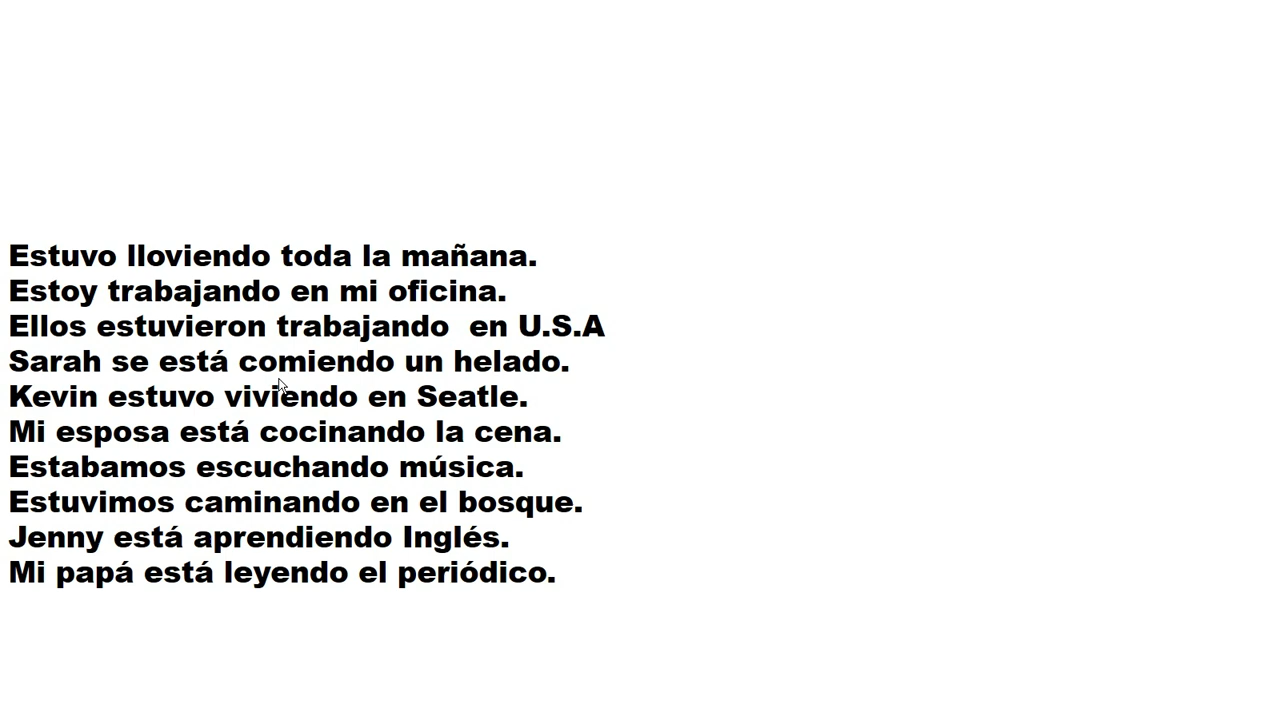 Estuvo lloviendo toda la mañana.
Estoy trabajando en mi oficina.
Ellos estuvieron trabajando  en U.S.A
Sarah se está comiendo un helado.
Kevin estuvo viviendo en Seatle.
Mi esposa está cocinando la cena.
Estabamos escuchando música.
Estuvimos caminando en el bosque.
Jenny está aprendiendo Inglés.
Mi papá está leyendo el periódico.